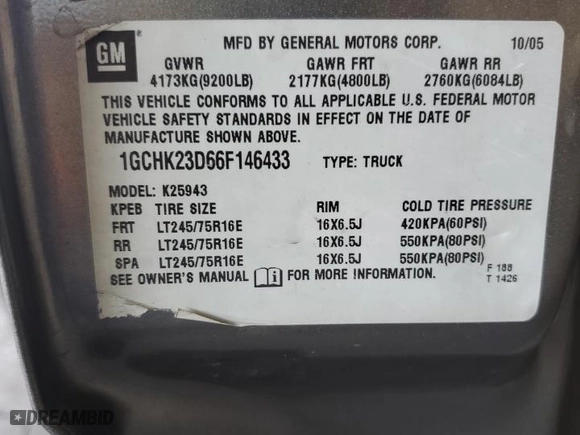 GM
MFD BY GENERAL MOTORS CORP. 10/05
GVWR GAWR FRT GAWR RR
4173KG(9200LB) 2177KG(4800LB) 2760KG(6084LB)
THIS VEHICLE CONFORMS TO ALL APPLICABLE U.S. FEDERAL MOTOR
VEHICLE SAFETY STANDARDS IN EFFECT ON THE DATE OF
MANUFACTURE SHOWN ABOVE.
1GCHK23D66F146433 TYPE: TRUCK
MODEL: K25943
KPEB TIRE SIZE RIM COLD TIRE PRESSURE
FRT LT245/75R16E 16X6.5J 420KPA(60PSI)
RR LT245/75R16E 16X6.5J 550KPA(80PSI)
SPA LT245/75R16E 16X6.5J 550KPA(80PSI)
SEE OWNER'S MANUAL FOR MORE INFORMATION.
F 188
T 1426
DREAMBID